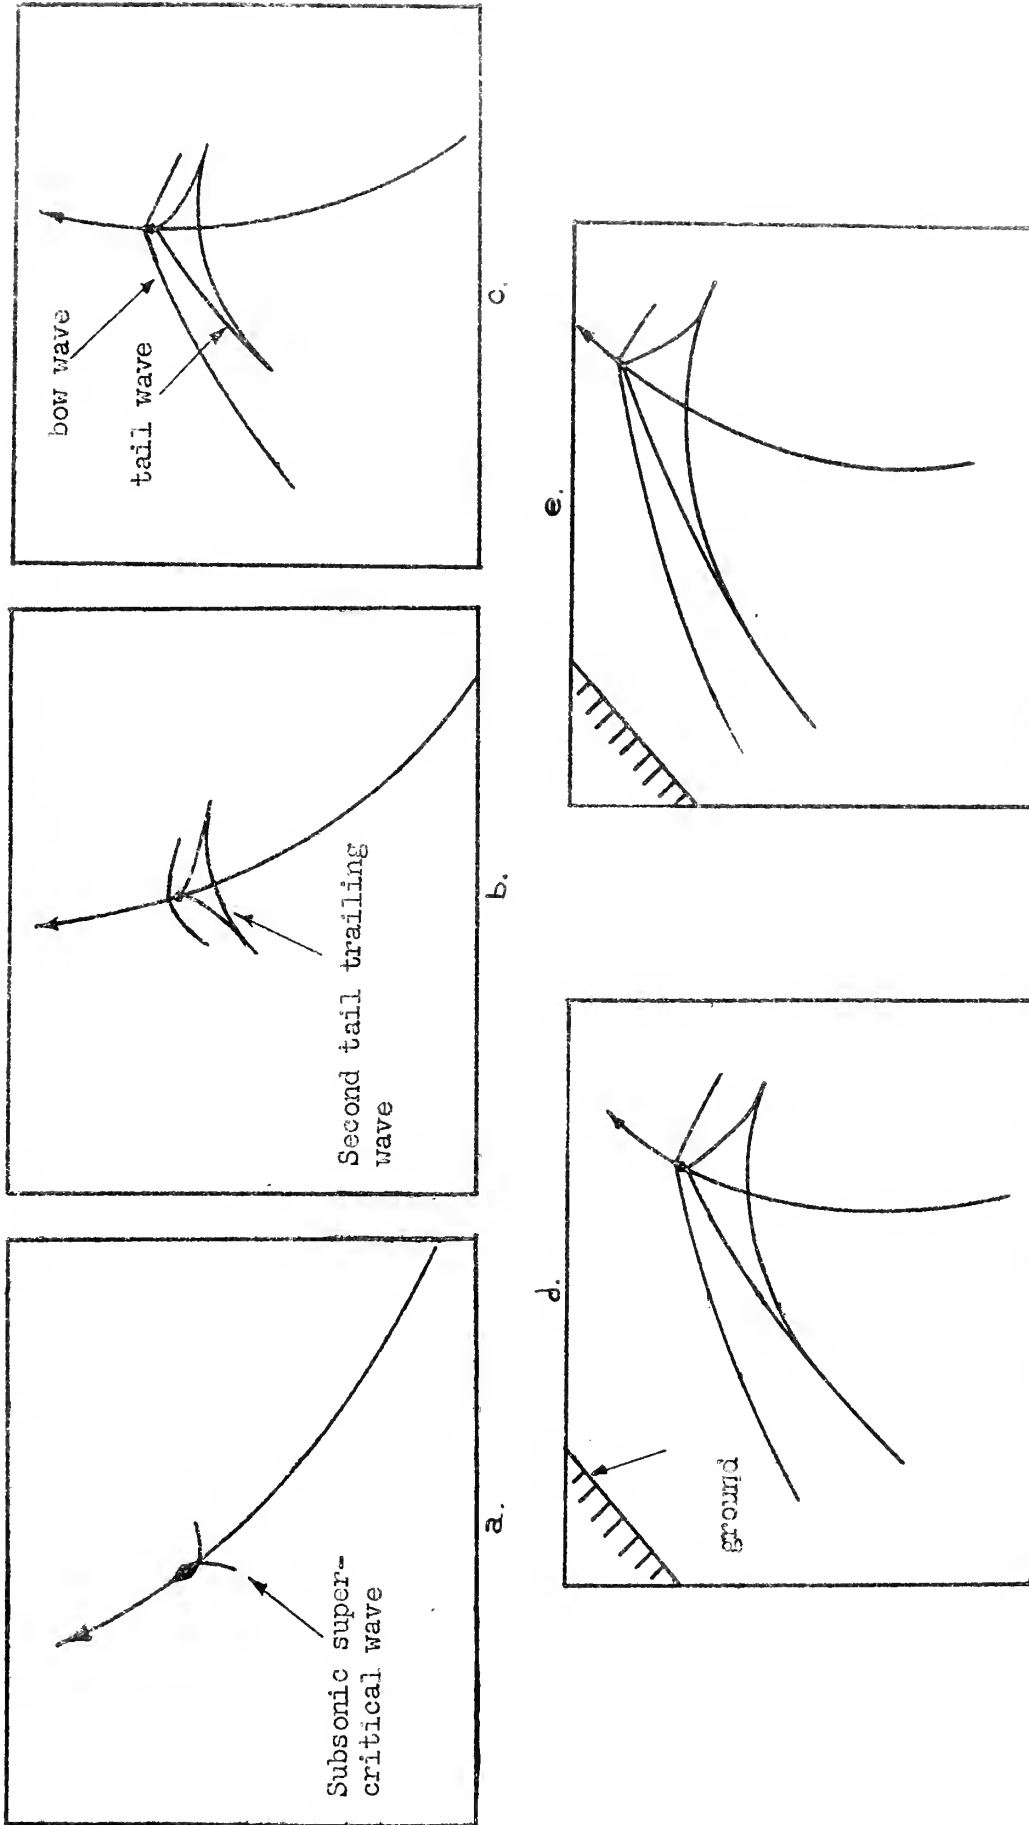 Subsonic super-
critical wave
a.
Second tail trailing
wave
b.
bow wave
tail wave
c.
ground
d.
e.